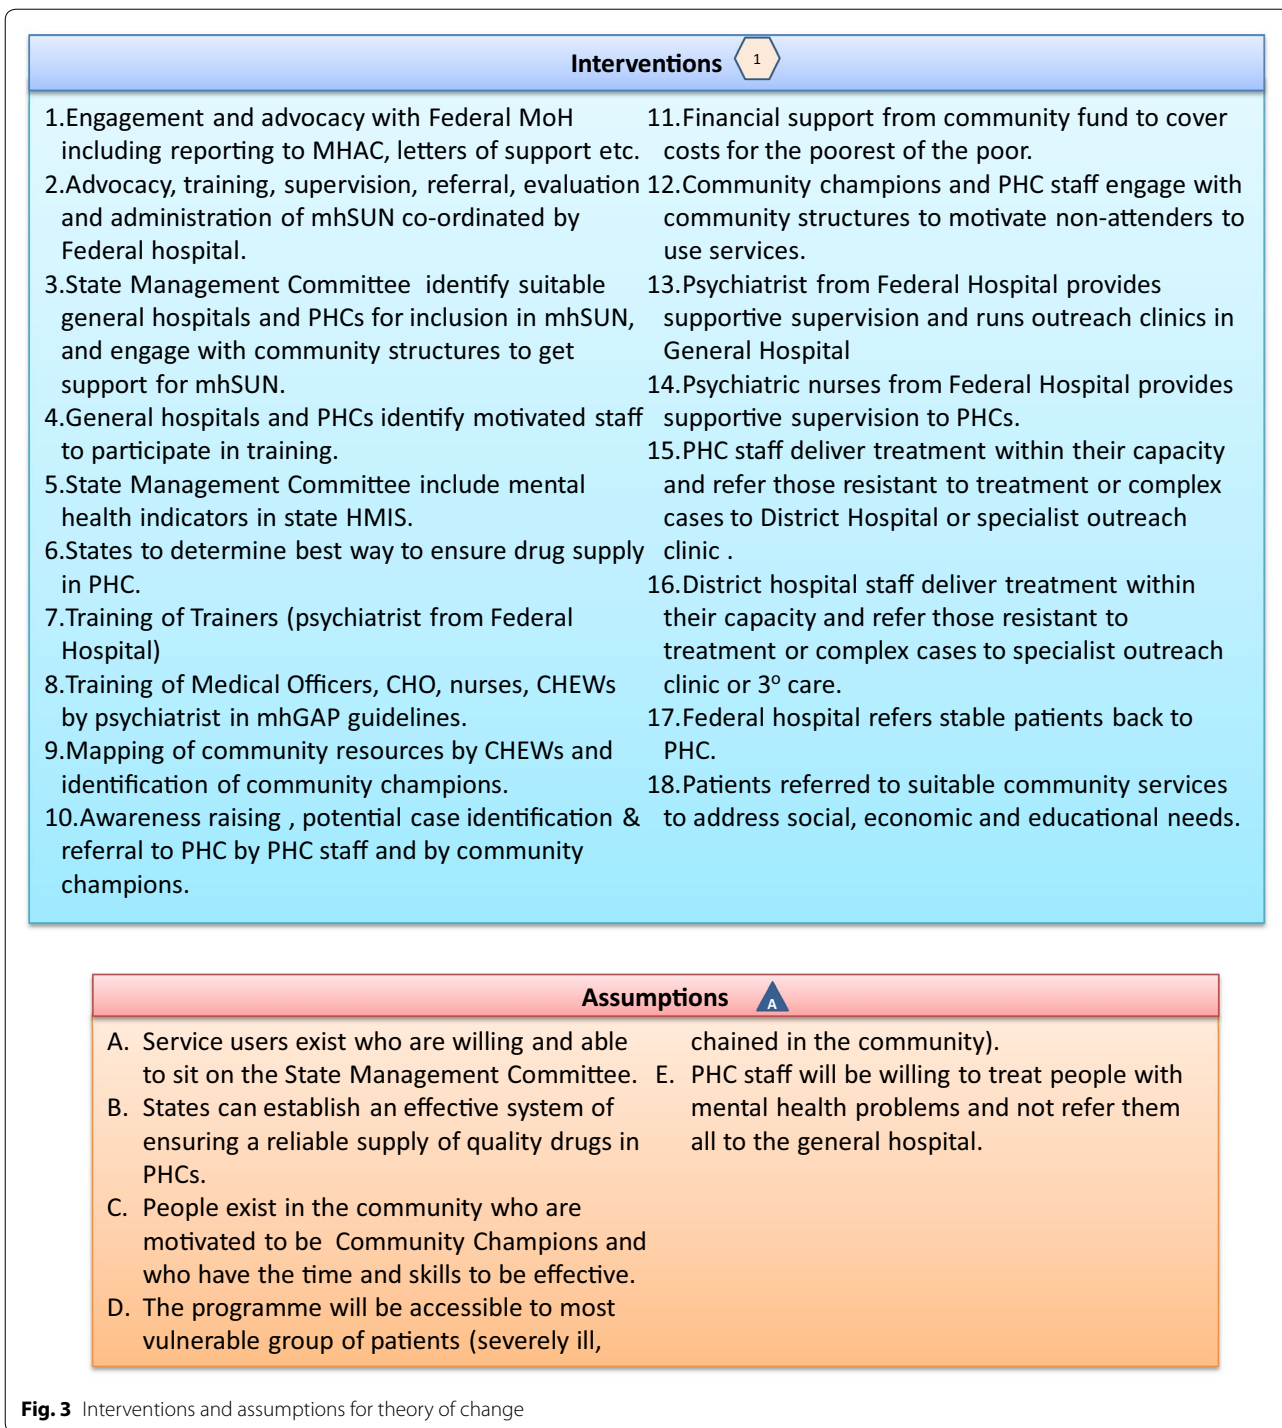 Interventions 1
1.Engagement and advocacy with Federal MoH
including reporting to MHAC, letters of support etc.
2.Advocacy, training, supervision, referral, evaluation
and administration of mhSUN co-ordinated by
Federal hospital.
3.State Management Committee identify suitable
general hospitals and PHCs for inclusion in mhSUN,
and engage with community structures to get
support for mhSUN.
4.General hospitals and PHCs identify motivated staff
to participate in training.
5.State Management Committee include mental
health indicators in state HMIS.
6.States to determine best way to ensure drug supply
in PHC.
7.Training of Trainers (psychiatrist from Federal
Hospital)
8.Training of Medical Officers, CHO, nurses, CHEWs
by psychiatrist in mhGAP guidelines.
9.Mapping of community resources by CHEWs and
identification of community champions.
10.Awareness raising , potential case identification &
referral to PHC by PHC staff and by community
champions.
11.Financial support from community fund to cover
costs for the poorest of the poor.
12.Community champions and PHC staff engage with
community structures to motivate non-attenders to
use services.
13.Psychiatrist from Federal Hospital provides
supportive supervision and runs outreach clinics in
General Hospital
14.Psychiatric nurses from Federal Hospital provides
supportive supervision to PHCs.
15.PHC staff deliver treatment within their capacity
and refer those resistant to treatment or complex
cases to District Hospital or specialist outreach
clinic .
16.District hospital staff deliver treatment within
their capacity and refer those resistant to
treatment or complex cases to specialist outreach
clinic or 3º care.
17.Federal hospital refers stable patients back to
PHC.
18.Patients referred to suitable community services
to address social, economic and educational needs.
Assumptions A
A. Service users exist who are willing and able
to sit on the State Management Committee.
B. States can establish an effective system of
ensuring a reliable supply of quality drugs in
PHCs.
C. People exist in the community who are
motivated to be Community Champions and
who have the time and skills to be effective.
D. The programme will be accessible to most
vulnerable group of patients (severely ill,
chained in the community).
E. PHC staff will be willing to treat people with
mental health problems and not refer them
all to the general hospital.
Fig. 3 Interventions and assumptions for theory of change